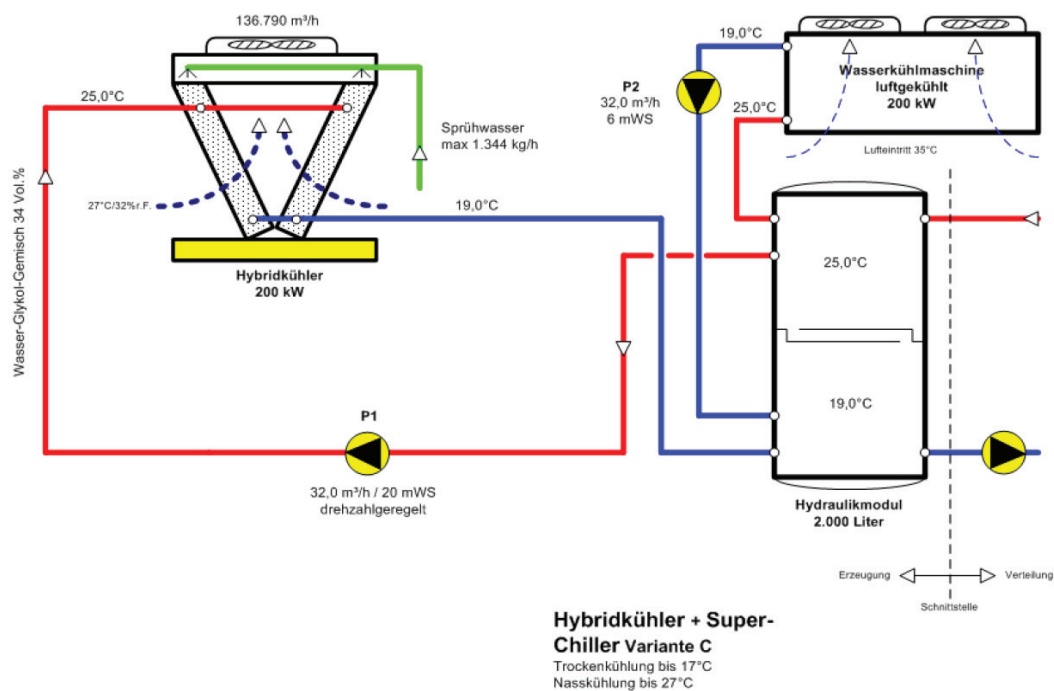 136.790 m³/h
25,0°C
Sprühwasser
max 1.344 kg/h
27°C/32%r.F.
19,0°C
Wasser-Glykol-Gemisch 34 Vol.%
Hybridkühler
200 kW
P1
32,0 m³/h / 20 mWS
drehzahlgeregelt
19,0°C
P2
32,0 m³/h
6 mWS
25,0°C
Wasserkühlmaschine
luftgekühlt
200 kW
Lufteintritt 35°C
25,0°C
19,0°C
Hydraulikmodul
2.000 Liter
Erzeugung
Verteilung
Schnittstelle
Hybridkühler + Super-
Chiller Variante C
Trockenkühlung bis 17°C
Nasskühlung bis 27°C